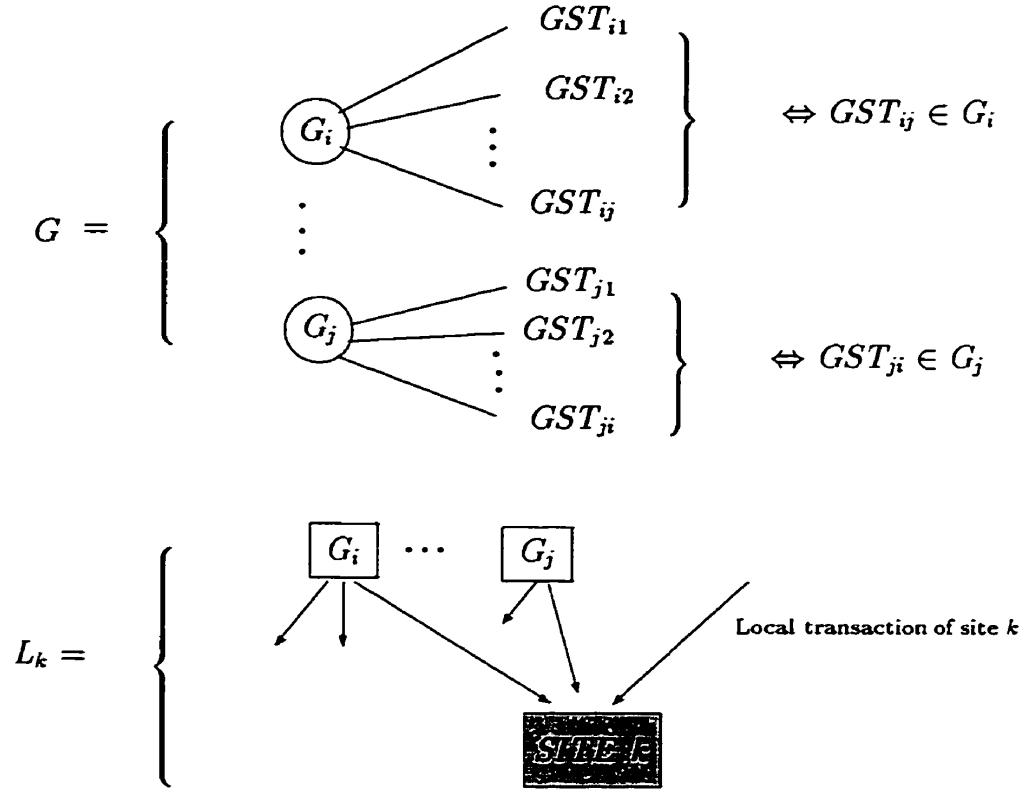 GST_{i1}
GST_{i2}
G_i
⇔ GST_{ij} ∈ G_i
GST_{ij}
G =
GST_{j1}
G_j
GST_{j2}
⇔ GST_{ji} ∈ G_j
GST_{ji}
G_i ··· G_j
Local transaction of site k
L_k =
SITE k